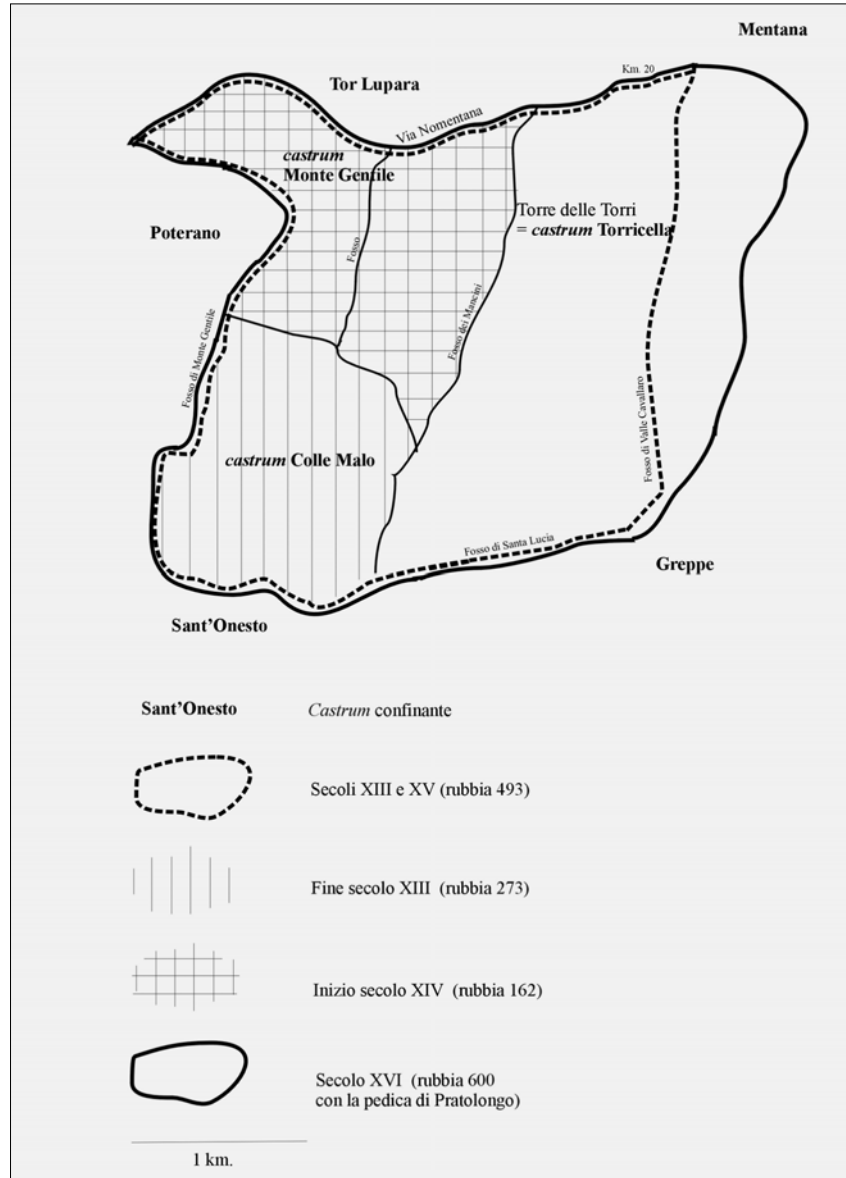 Mentana
Tor Lupara
Km. 20
Via Nomentana
castrum
Monte Gentile
Poterano
Torre delle Torri
= castrum Torricella
Fosso
Fosso dei Mancini
Fosso di Monte Gentile
Fosso di Valle Cavallaro
castrum Colle Malo
Fosso di Santa Lucia
Greppe
Sant'Onesto
Sant'Onesto Castrum confinante
Secoli XIII e XV (rubbia 493)
Fine secolo XIII (rubbia 273)
Inizio secolo XIV (rubbia 162)
Secolo XVI (rubbia 600
con la pedica di Pratolongo)
1 km.